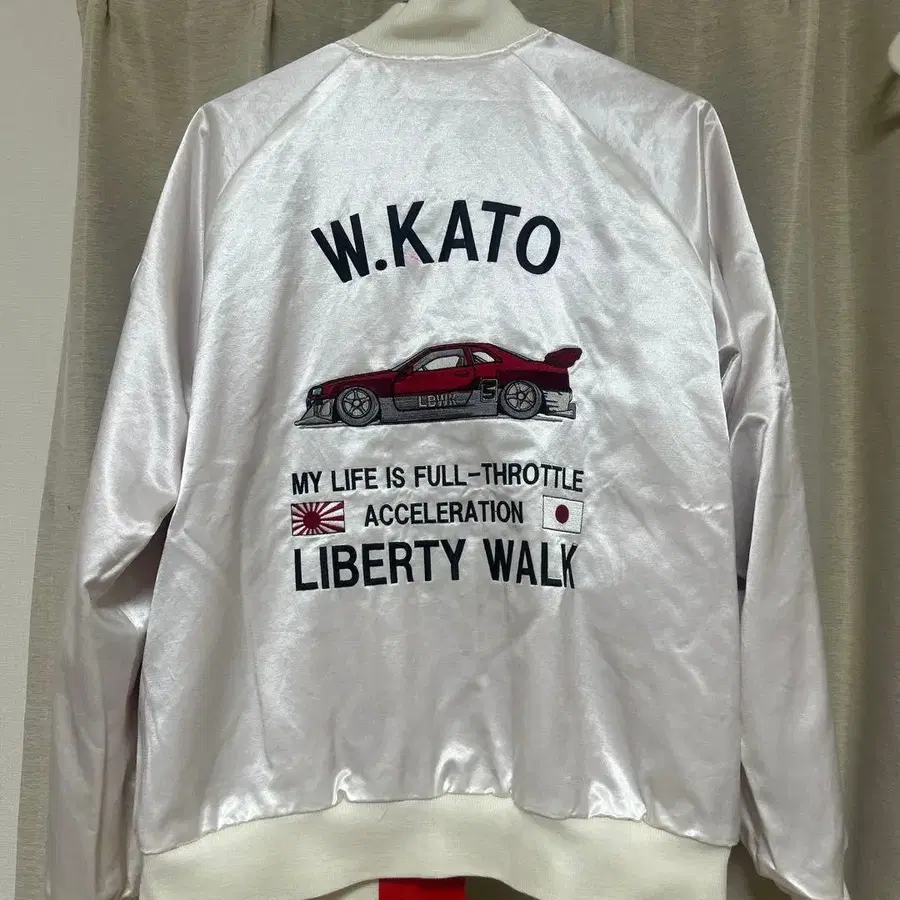 W.KATO
LBWK
MY LIFE IS FULL-THROTTLE
ACCELERATION
LIBERTY WALK